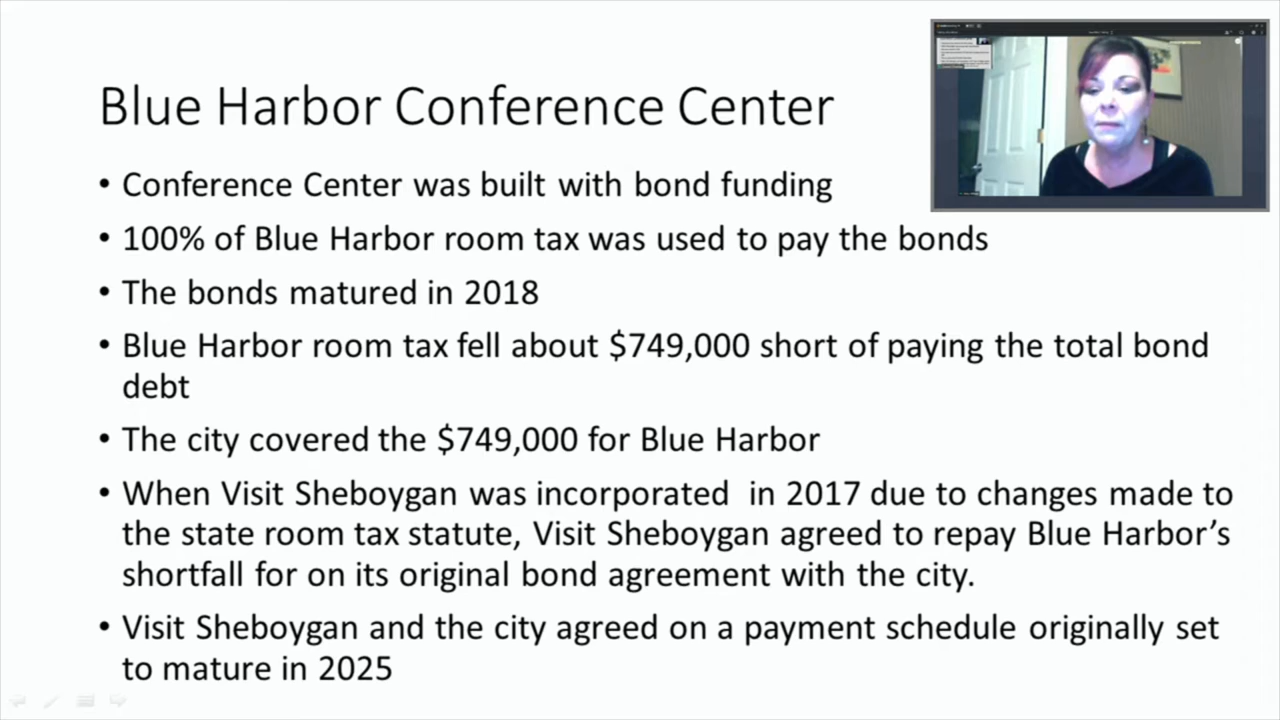 Blue Harbor Conference Center
• Conference Center was built with bond funding
• 100% of Blue Harbor room tax was used to pay the bonds
• The bonds matured in 2018
• Blue Harbor room tax fell about $749,000 short of paying the total bond
debt
• The city covered the $749,000 for Blue Harbor
• When Visit Sheboygan was incorporated  in 2017 due to changes made to
the state room tax statute, Visit Sheboygan agreed to repay Blue Harbor’s
shortfall for on its original bond agreement with the city.
• Visit Sheboygan and the city agreed on a payment schedule originally set
to mature in 2025